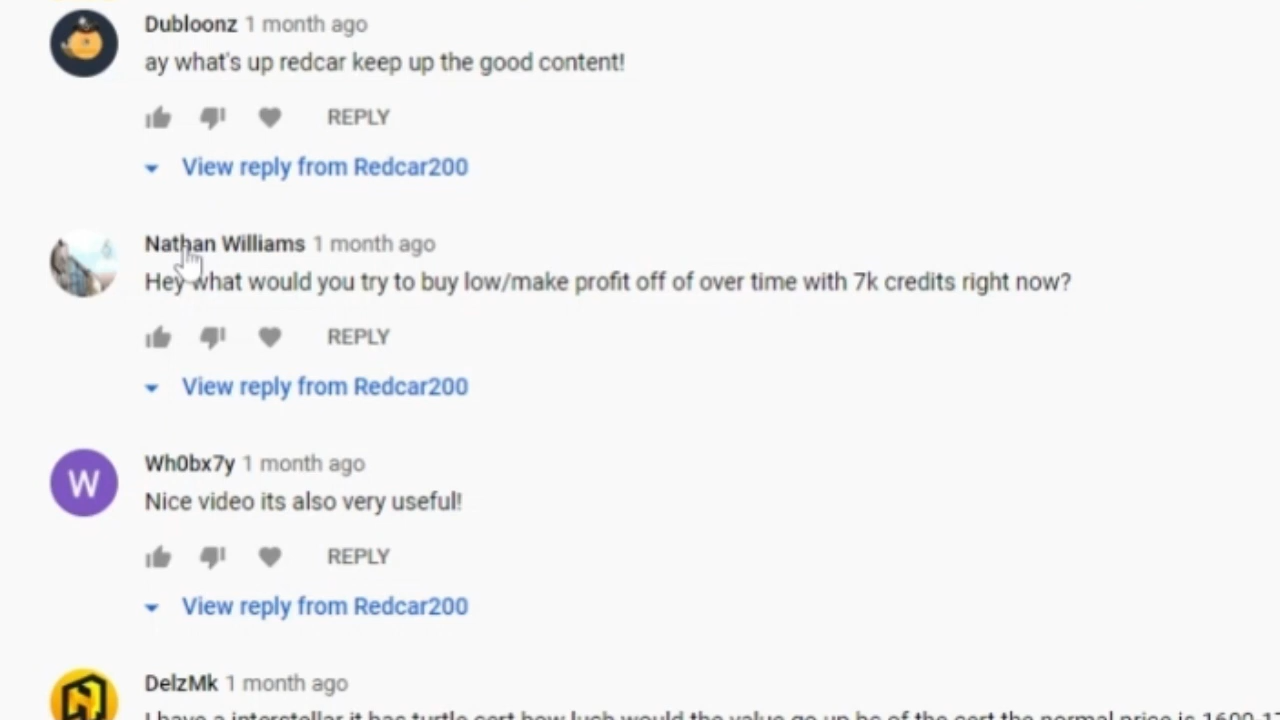 Dubloonz 1 month ago
ay what's up redcar keep up the good content!
REPLY
View reply from Redcar200
Nathan Williams 1 month ago
Hey what would you try to buy low/make profit off of over time with 7k credits right now?
REPLY
View reply from Redcar200
W
Wh0bx7y 1 month ago
Nice video its also very useful!
REPLY
View reply from Redcar200
DelzMk 1 month ago
I have a interstellar it has turtle cert how would the value go up bc of the cert the normal price is